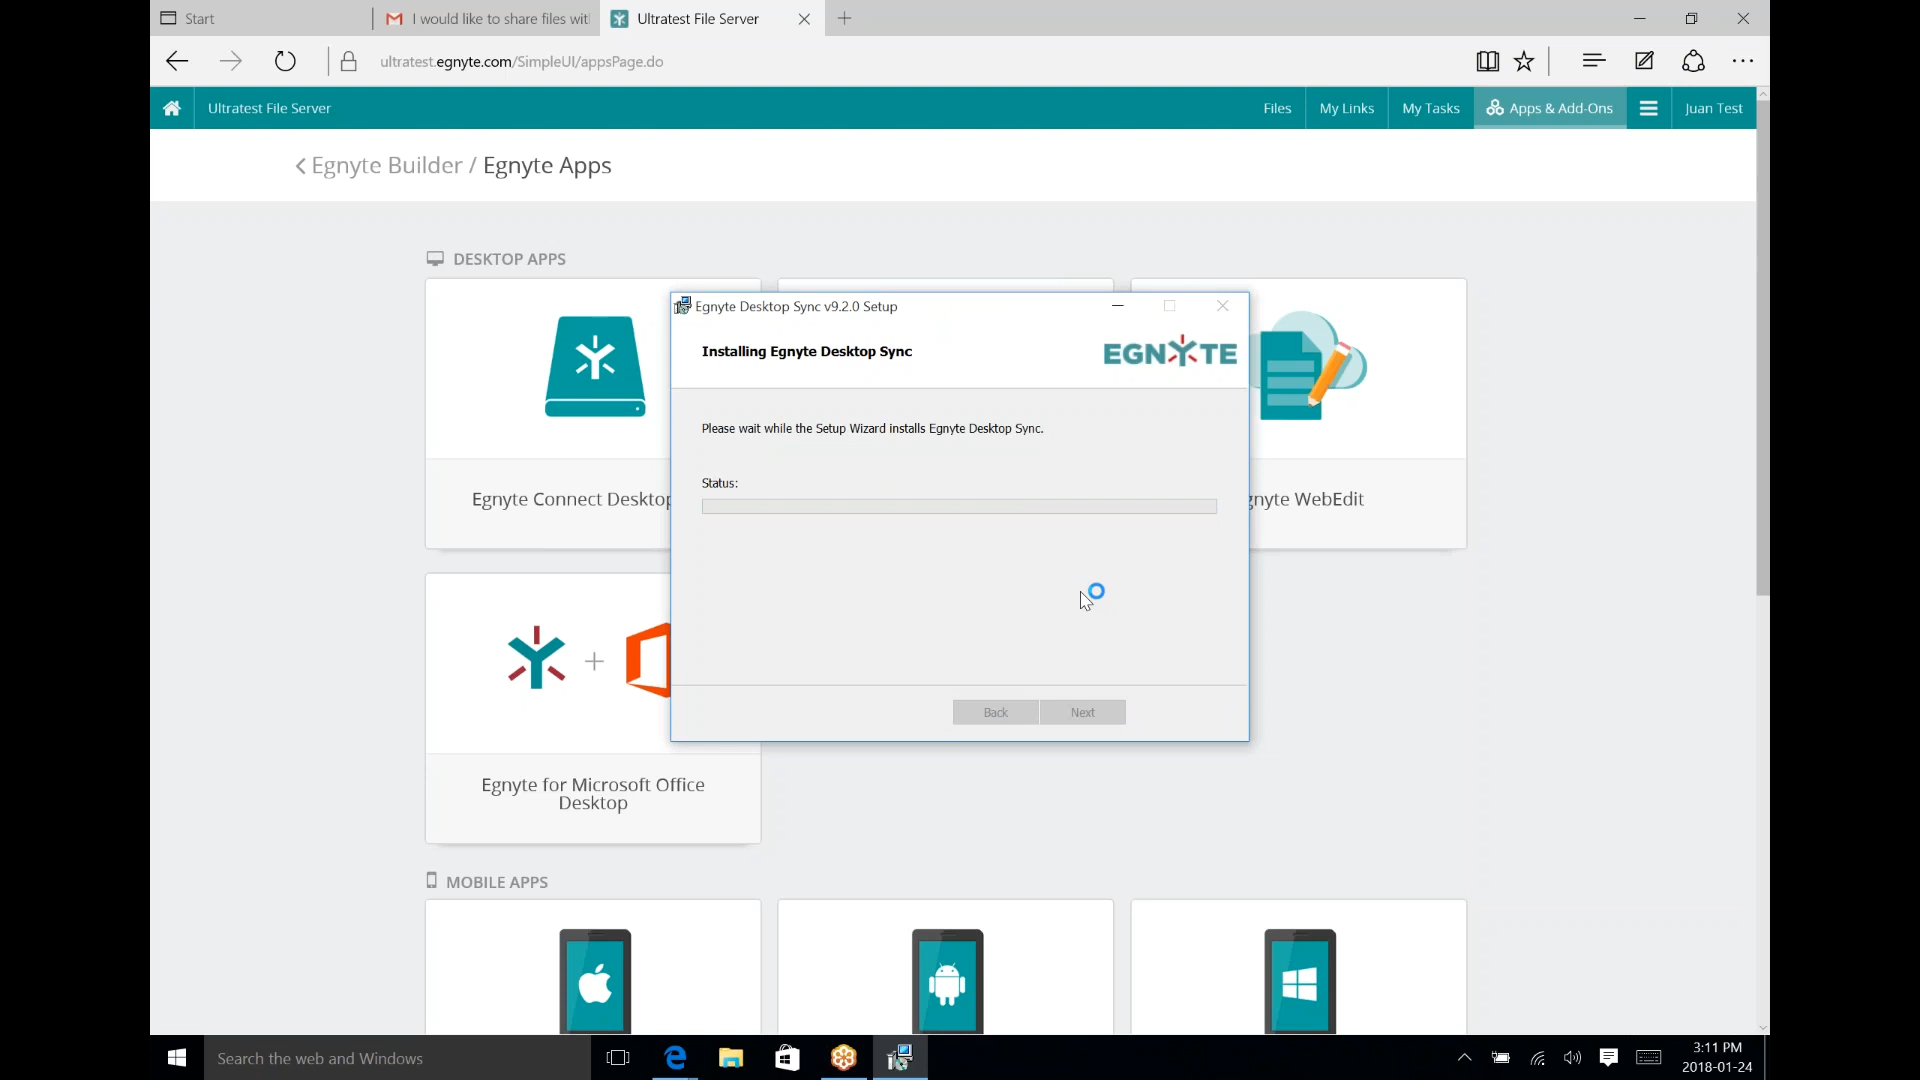 Start
I would like to share files wit
Ultratest File Server
ultratest.egnyte.com/SimpleUI/appsPage.do
Ultratest File Server
Files
My Links
My Tasks
Apps & Add-Ons
Juan Test
Egnyte Builder / Egnyte Apps
DESKTOP APPS
Egnyte Desktop Sync v9.2.0 Setup
Installing Egnyte Desktop Sync
EGNYTE
Please wait while the Setup Wizard installs Egnyte Desktop Sync.
Status:
Back
Next
Egnyte Connect Desktop
gnyte WebEdit
Egnyte for Microsoft Office
Desktop
MOBILE APPS
Search the web and Windows
3:11 PM
2018-01-24